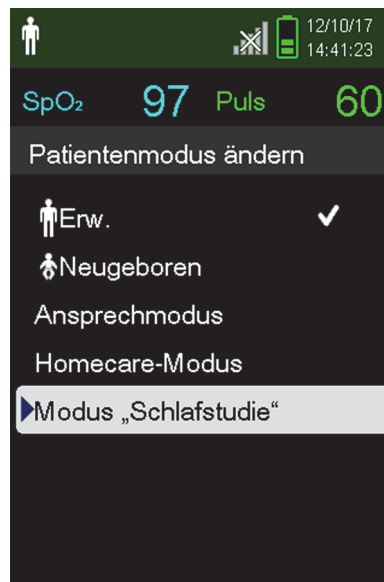 12/10/17
14:41:23
SpO₂ 97 Puls 60
Patientenmodus ändern
Erw.
Neugeboren
Ansprechmodus
Homecare-Modus
Modus „Schlafstudie“